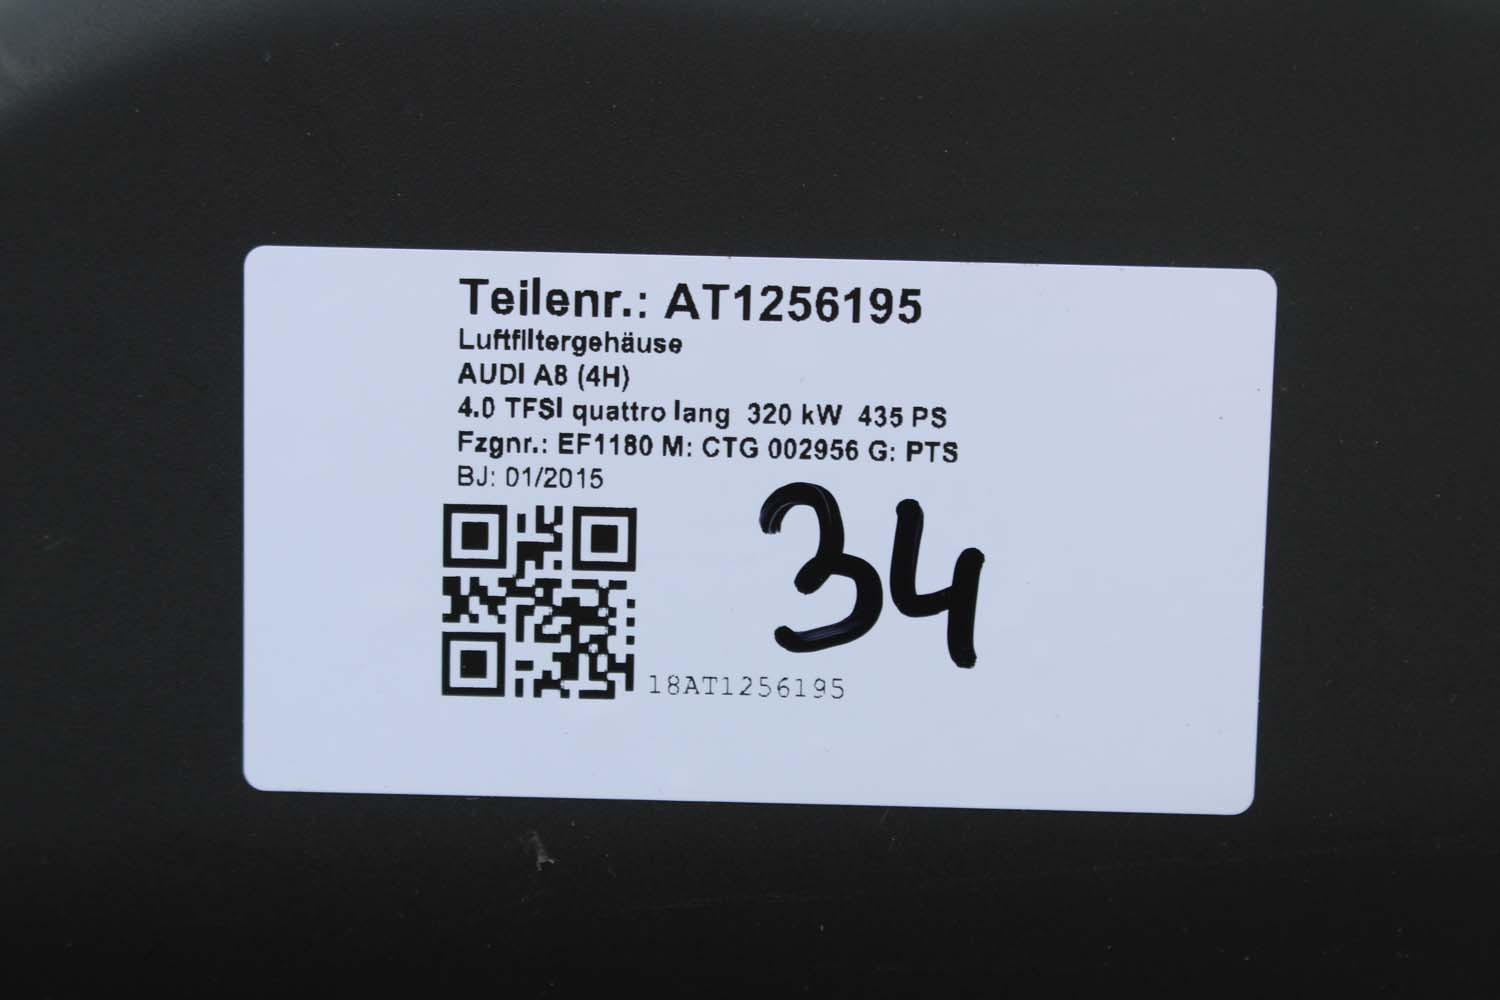 Teilenr.: AT1256195
Luftfiltergehäuse
AUDI A8 (4H)
4.0 TFSI quattro lang  320 kW  435 PS
Fzgnr.: EF1180 M: CTG 002956 G: PTS
BJ: 01/2015
34
18AT1256195